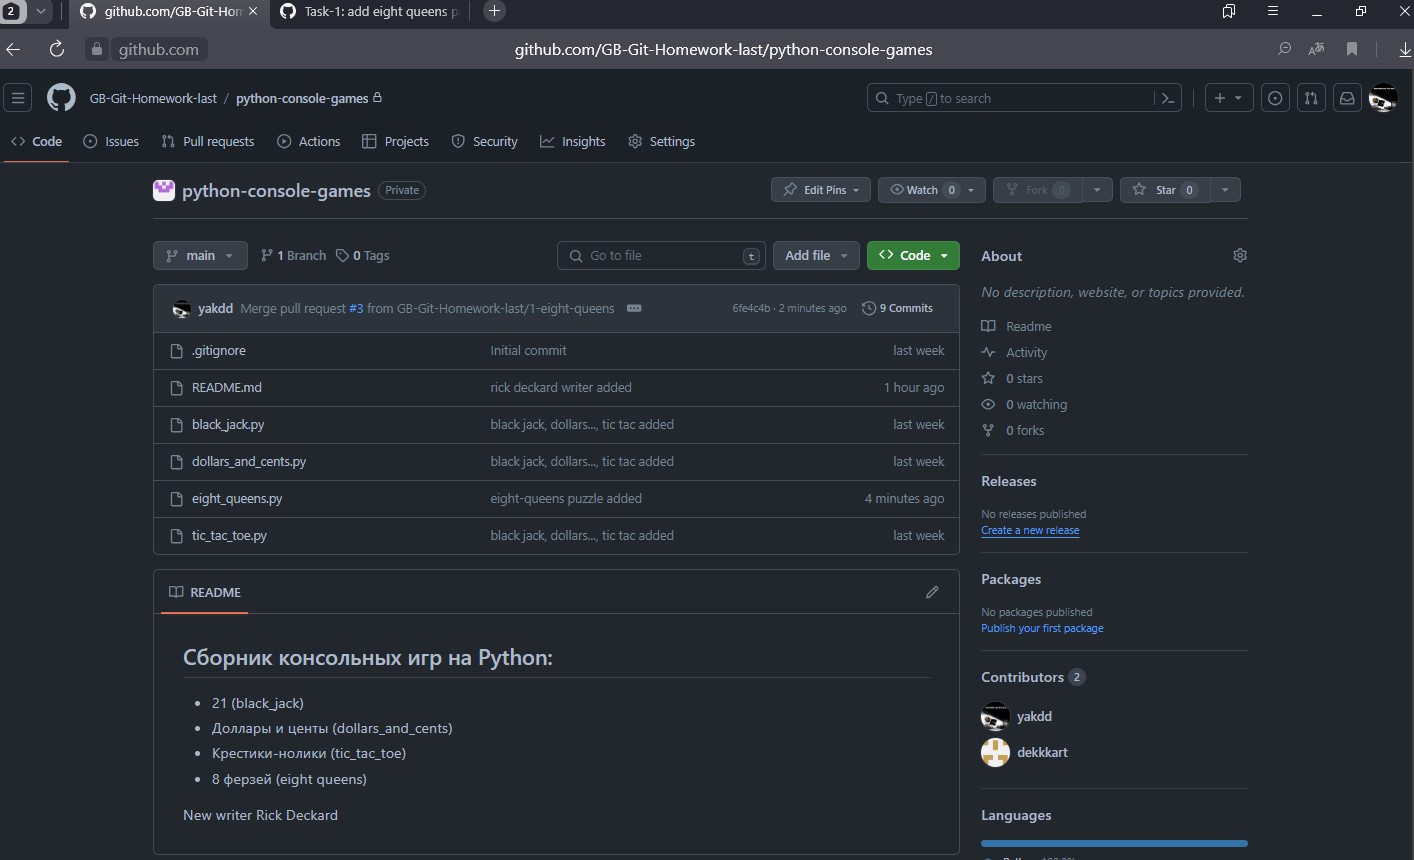 2
github.com/GB-Git-Hon
Task-1: add eight queens p
github.com
github.com/GB-Git-Homework-last/python-console-games
GB-Git-Homework-last / python-console-games
Type / to search
Code Issues Pull requests Actions Projects Security Insights Settings
python-console-games Private
Edit Pins Watch 0 Fork 0 Star 0
main 1 Branch 0 Tags Go to file t Add file Code
yakdd Merge pull request #3 from GB-Git-Homework-last/1-eight-queens 6fe4c4b · 2 minutes ago 9 Commits
.gitignore Initial commit last week
README.md rick deckard writer added 1 hour ago
black_jack.py black jack, dollars..., tic tac added last week
dollars_and_cents.py black jack, dollars..., tic tac added last week
eight_queens.py eight-queens puzzle added 4 minutes ago
tic_tac_toe.py black jack, dollars..., tic tac added last week
README
Сборник консольных игр на Python:
21 (black_jack)
Доллары и центы (dollars_and_cents)
Крестики-нолики (tic_tac_toe)
8 ферзей (eight queens)
New writer Rick Deckard
About
No description, website, or topics provided.
Readme
Activity
0 stars
0 watching
0 forks
Releases
No releases published
Create a new release
Packages
No packages published
Publish your first package
Contributors 2
yakdd
dekkkart
Languages